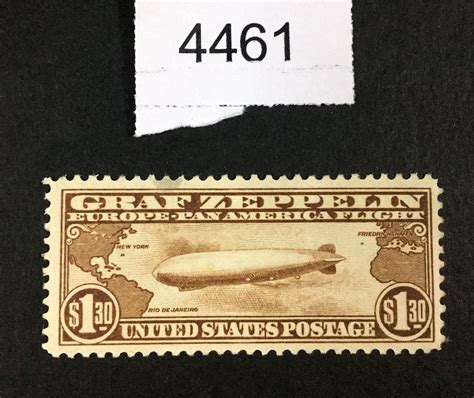 4461
GRAF ZEPPELIN
EUROPE-PAN AMERICA FLIGHT
NEW YORK
FRIEDRICHSHAFEN
RIO DE JANEIRO
$1.30 UNITED STATES POSTAGE $1.30